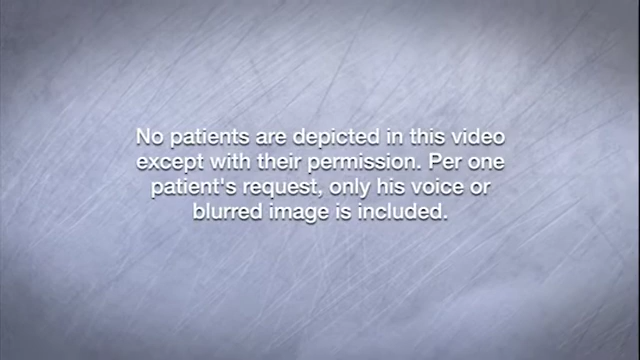 No patients are depicted in this video
except with their permission. Per one
patient's request, only his voice or
blurred image is included.